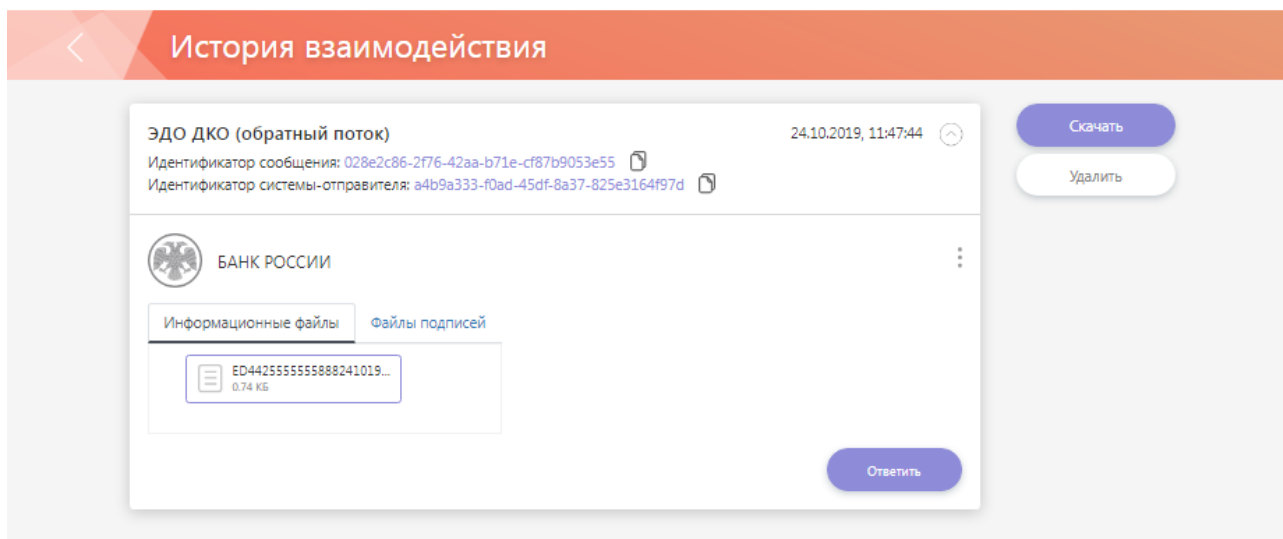 История взаимодействия
ЭДО ДКО (обратный поток)
24.10.2019, 11:47:44
Идентификатор сообщения: 028e2c86-2f76-42aa-b71e-cf87b9053e55
Идентификатор системы-отправителя: a4b9a333-f0ad-45df-8a37-825e3164f97d
Скачать
Удалить
БАНК РОССИИ
Информационные файлы
Файлы подписей
ED4425555555888241019...
0.74 КБ
Ответить